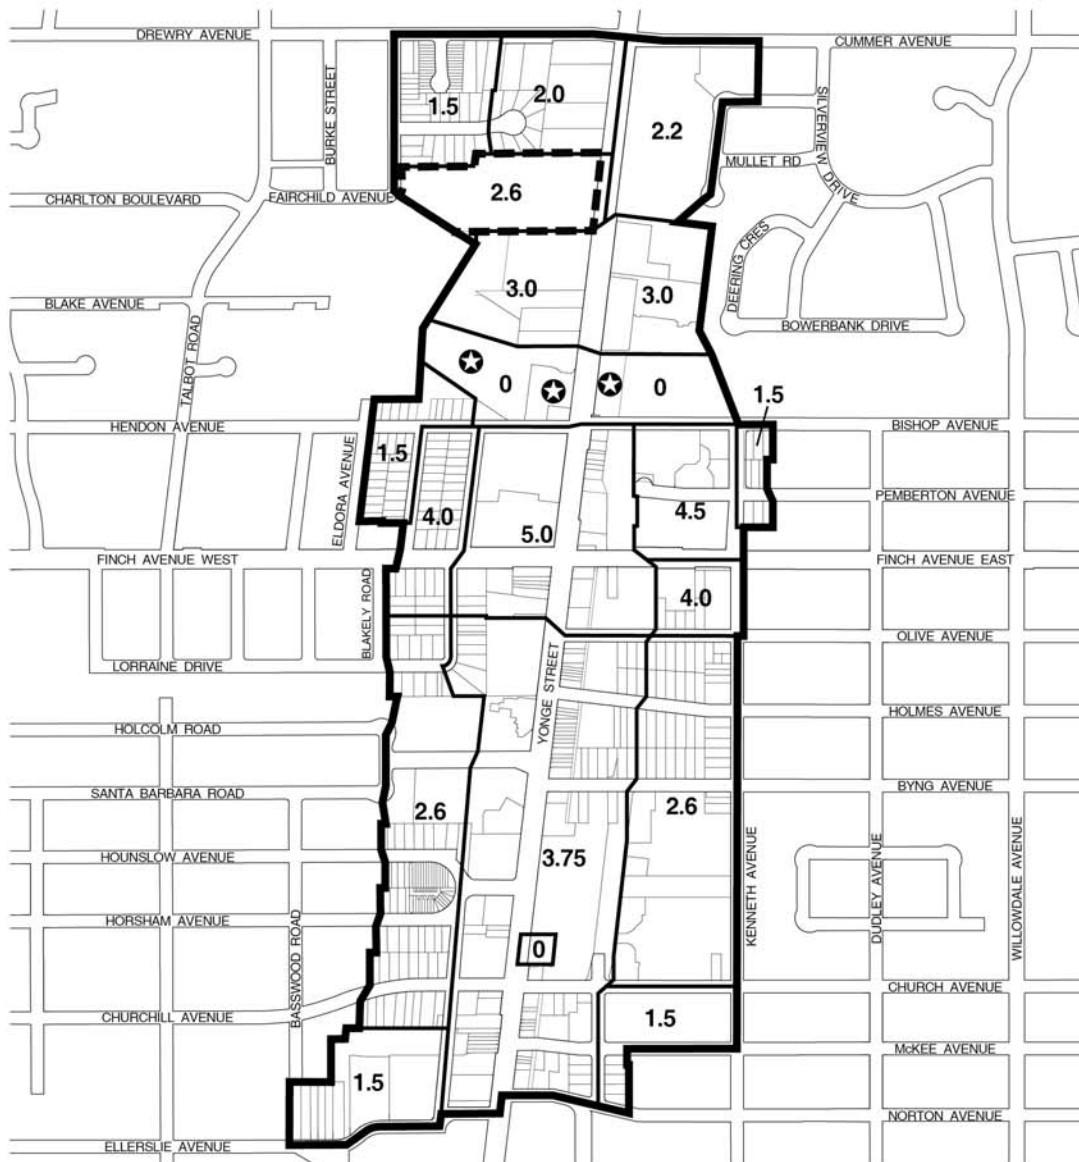 DREWRY AVENUE
CUMMER AVENUE
BURKE STREET
1.5
2.0
2.2
SILVERVIEW DRIVE
MULLET RD
CHARLTON BOULEVARD
FAIRCHILD AVENUE
2.6
DEERING CRES
BLAKE AVENUE
3.0
3.0
BOWERBANK DRIVE
TALBOT ROAD
0
0
1.5
HENDON AVENUE
BISHOP AVENUE
ELDORA AVENUE
1.5
4.0
5.0
4.5
PEMBERTON AVENUE
FINCH AVENUE WEST
FINCH AVENUE EAST
BLAKELY ROAD
4.0
OLIVE AVENUE
LORRAINE DRIVE
YONGE STREET
HOLMES AVENUE
HOLCOLM ROAD
SANTA BARBARA ROAD
BYNG AVENUE
2.6
2.6
HOUNSLOW AVENUE
3.75
KENNETH AVENUE
DUDLEY AVENUE
WILLOWDALE AVENUE
HORSHAM AVENUE
BASSWOOD ROAD
0
CHURCH AVENUE
CHURCHILL AVENUE
1.5
McKEE AVENUE
1.5
NORTON AVENUE
ELLERSLIE AVENUE